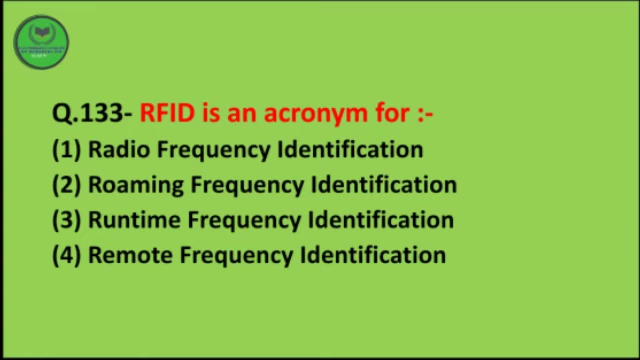 Q.133- RFID is an acronym for :-
(1) Radio Frequency Identification
(2) Roaming Frequency Identification
(3) Runtime Frequency Identification
(4) Remote Frequency Identification